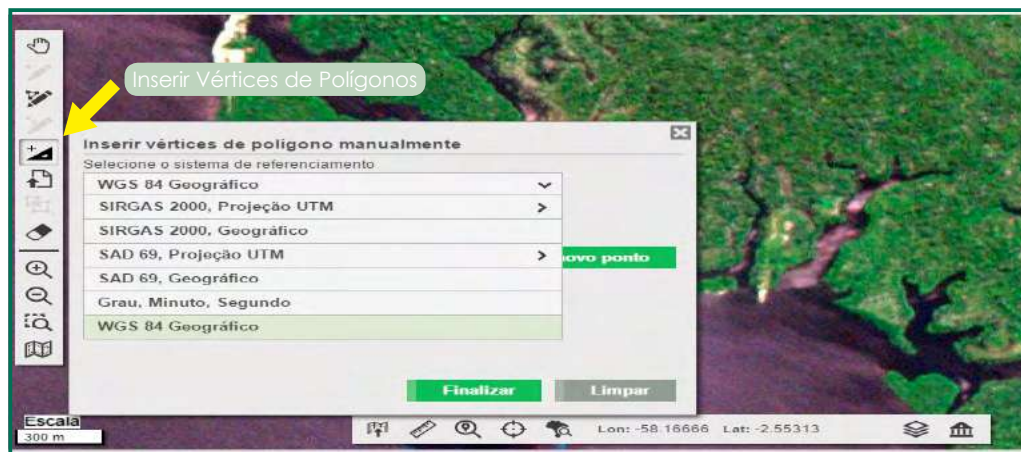 Inserir Vértices de Polígonos
Inserir vértices de polígono manualmente
Selecione o sistema de referenciamento
WGS 84 Geográfico
SIRGAS 2000, Projeção UTM
SIRGAS 2000, Geográfico
SAD 69, Projeção UTM
novo ponto
SAD 69, Geográfico
Grau, Minuto, Segundo
WGS 84 Geográfico
Finalizar Limpar
Escala
300 m
Lon: -58.16666 Lat: -2.55313